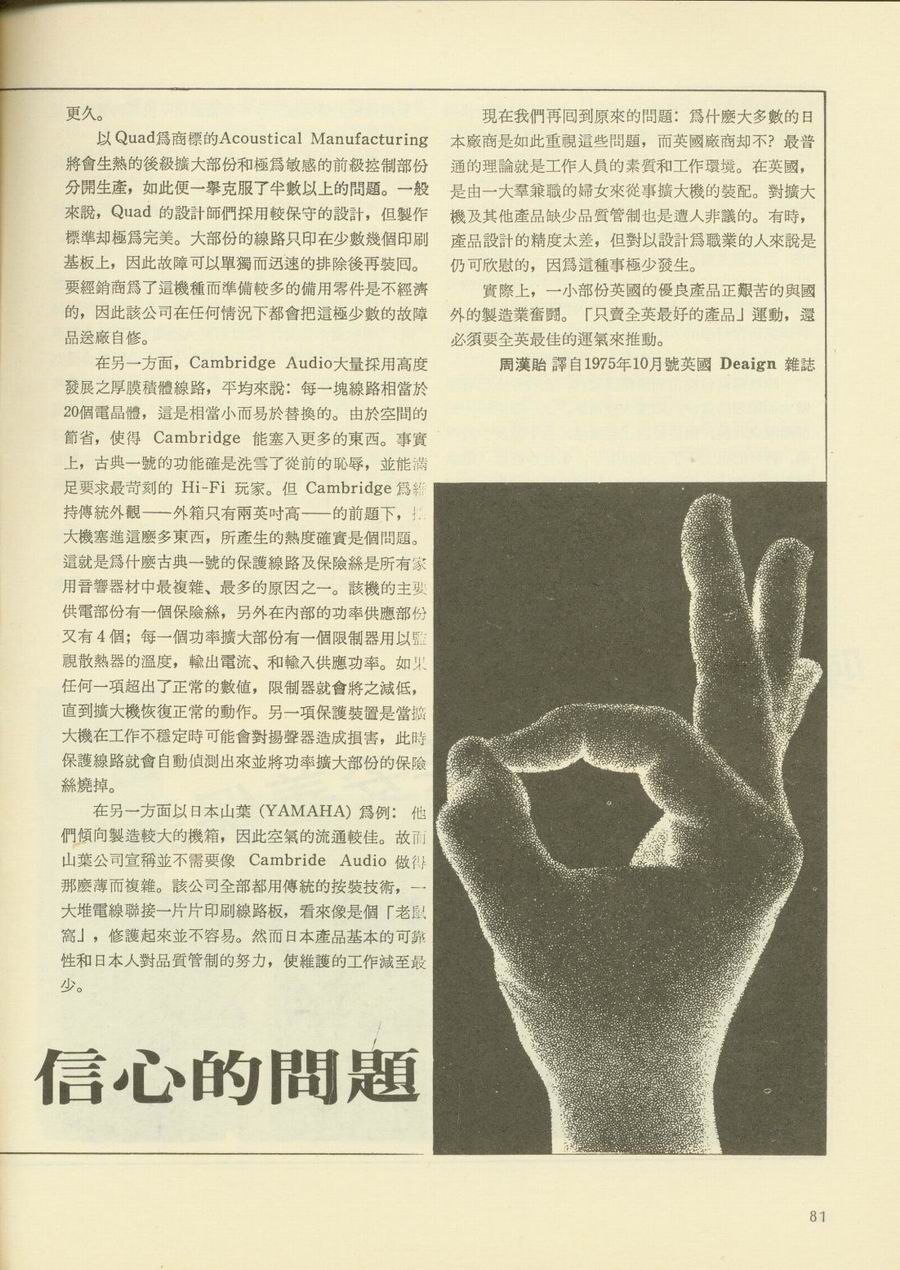 更久。
以Quad爲商標的Acoustical Manufacturing
將會生熱的後級擴大部份和極爲敏感的前級控制部份
分開生產，如此便一擧克服了半數以上的問題。一般
來說，Quad 的設計師們採用較保守的設計，但製作
標準却極爲完美。大部份的線路只印在少數幾個印刷
基板上，因此故障可以單獨而迅速的排除後再裝囘。
要經銷商爲了這機種而準備較多的備用零件是不經濟
的，因此該公司在任何情況下都會把這極少數的故障
品送廠自修。
在另一方面，Cambridge Audio大量採用高度
發展之厚膜積體線路，平均來說：每一塊線路相當於
20個電晶體，這是相當小而易於替換的。由於空間的
節省，使得 Cambridge 能塞入更多的東西。事實
上，古典一號的功能確是洗雪了從前的恥辱，並能滿
足要求最苛刻的 Hi-Fi 玩家。但 Cambridge 爲維
持傳統外觀——外箱只有兩英吋高——的前題下，
大機塞進這麽多東西，所產生的熱度確實是個問題。
這就是爲什麽古典一號的保護線路及保險絲是所有家
用音響器材中最複雜、最多的原因之一。該機的主要
供電部份有一個保險絲，另外在內部的功率供應部份
又有4個；每一個功率擴大部份有一個限制器用以監
視散熱器的溫度，輸出電流、和輸入供應功率。如果
任何一項超出了正常的數値，限制器就會將之減低，
直到擴大機恢復正常的動作。另一項保護裝置是當擴
大機在工作不穩定時可能會對揚聲器造成損害，此時
保護線路就會自動偵測出來並將功率擴大部份的保險
絲燒掉。
在另一方面以日本山葉（YAMAHA）爲例：他
們傾向製造較大的機箱，因此空氣的流通較佳。故而
山葉公司宣稱並不需要像 Cambride Audio 做得
那麽薄而複雜。該公司全部都用傳統的按裝技術，一
大堆電線聯接一片片印刷線路板，看來像是個「老鼠
窩」，修護起來並不容易。然而日本產品基本的可靠
性和日本人對品質管制的努力，使維護的工作減至最
少。
現在我們再囘到原來的問題：爲什麽大多數的日
本廠商是如此重視這些問題，而英國廠商却不？最普
通的理論就是工作人員的素質和工作環境。在英國，
是由一大羣兼職的婦女來從事擴大機的裝配。對擴大
機及其他產品缺少品質管制也是遭人非議的。有時，
產品設計的精度太差，但對以設計爲職業的人來說是
仍可欣慰的，因爲這種事極少發生。
實際上，一小部份英國的優良產品正艱苦的與國
外的製造業奮鬪。「只賣全英最好的產品」運動，還
必須要全英最佳的運氣來推動。
周漢貽 譯自1975年10月號英國 Deaign 雜誌
信心的問題
81